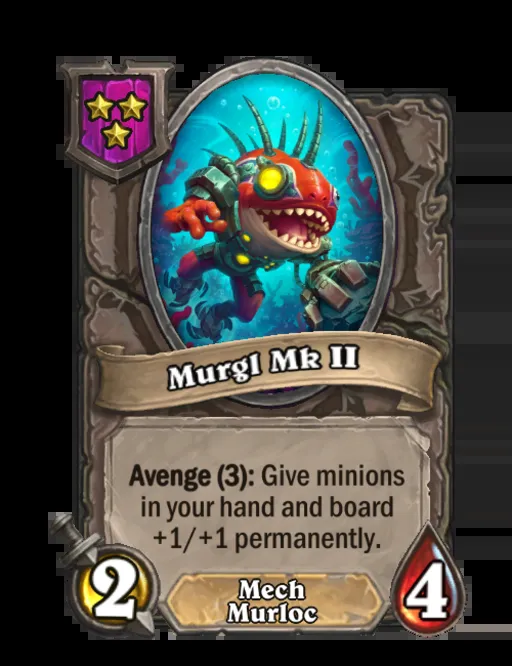 Murgl Mk II
Avenge (3): Give minions
in your hand and board
+1/+1 permanently.
2
Mech
Murloc
4